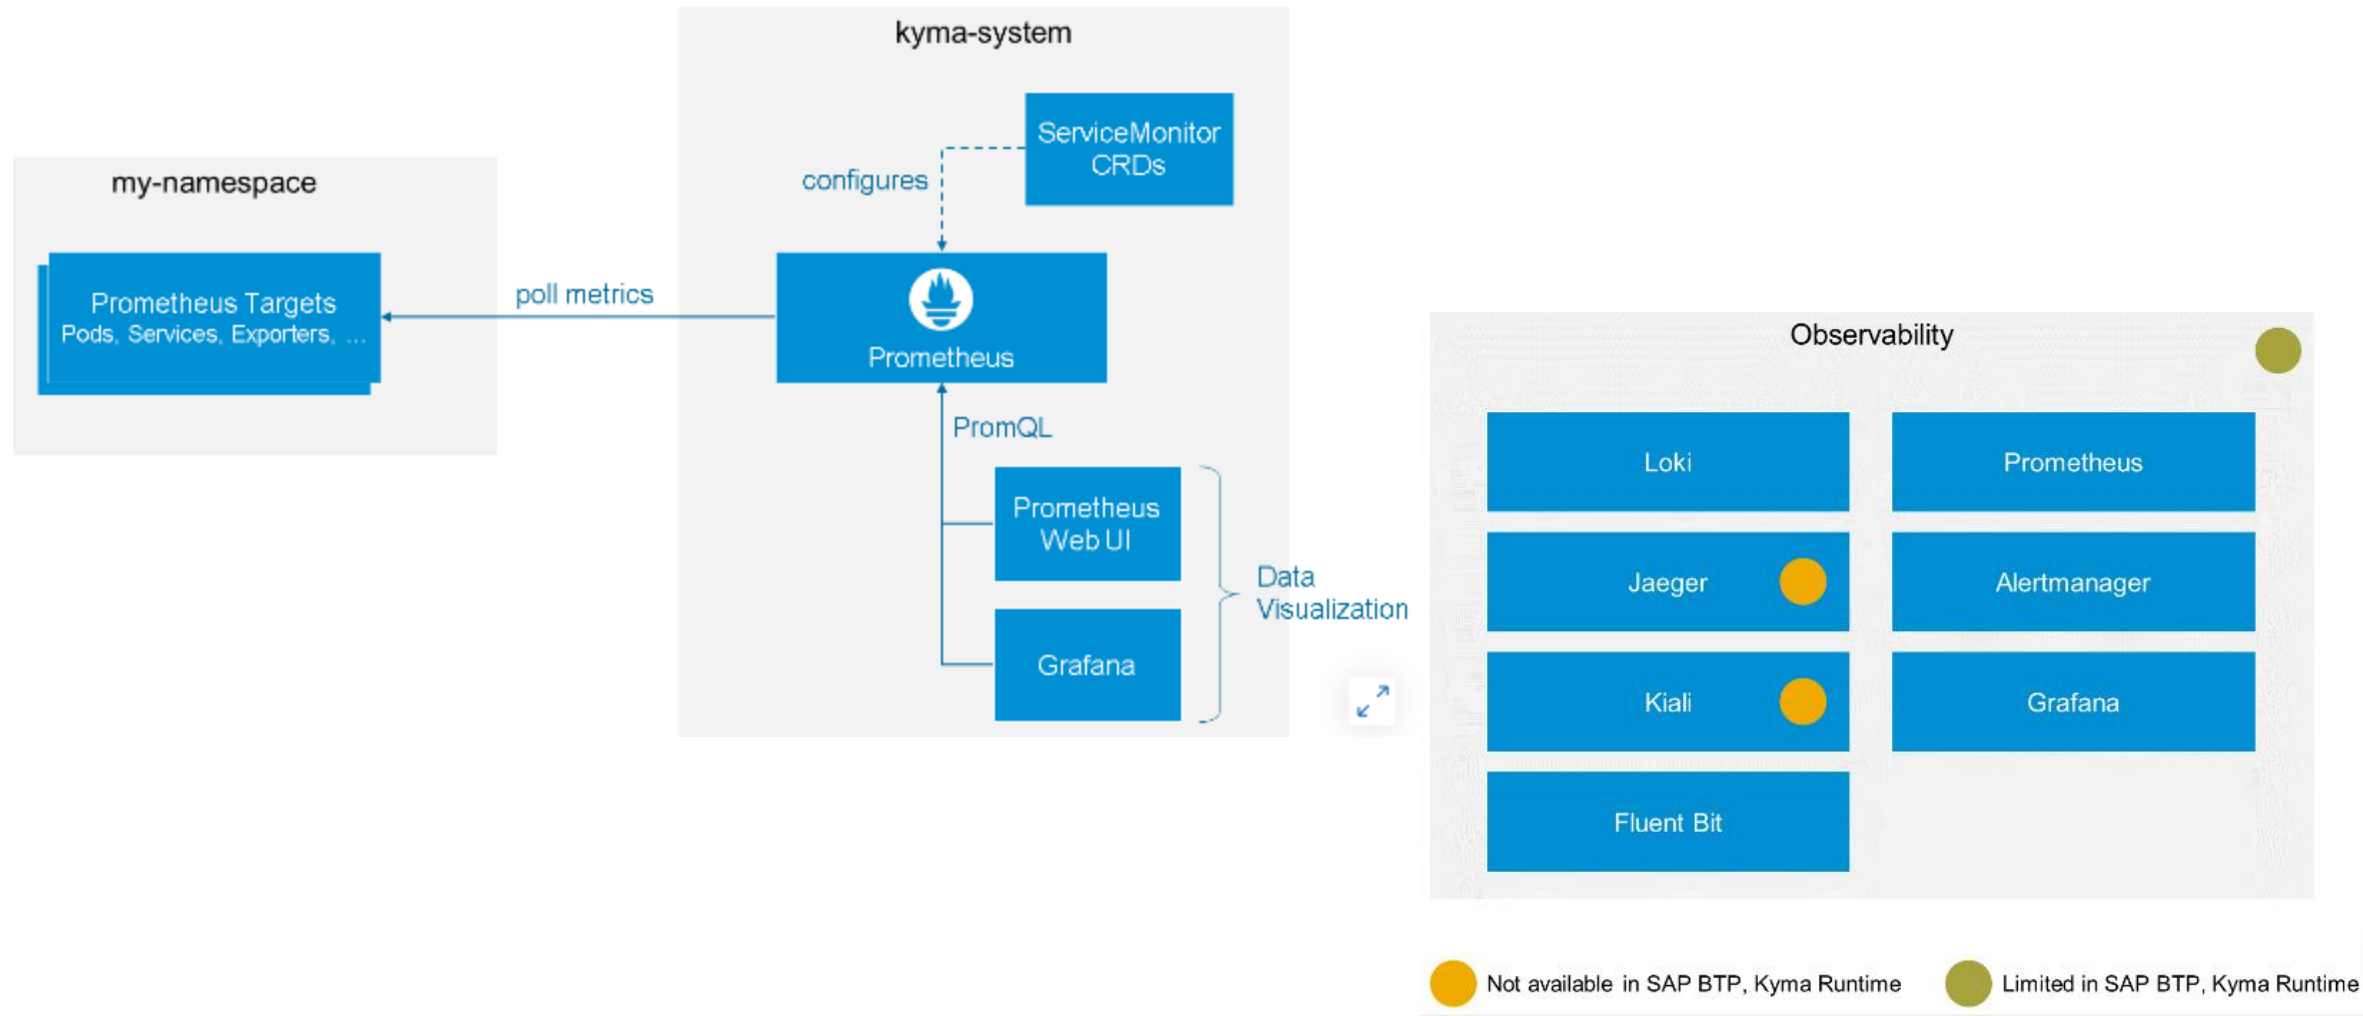 kyma-system
ServiceMonitor
CRDs
configures
my-namespace
Prometheus Targets
Pods, Services, Exporters, ...
poll metrics
Prometheus
PromQL
Prometheus
Web UI
Grafana
Data
Visualization
Observability
Loki
Prometheus
Jaeger
Alertmanager
Kiali
Grafana
Fluent Bit
Not available in SAP BTP, Kyma Runtime
Limited in SAP BTP, Kyma Runtime